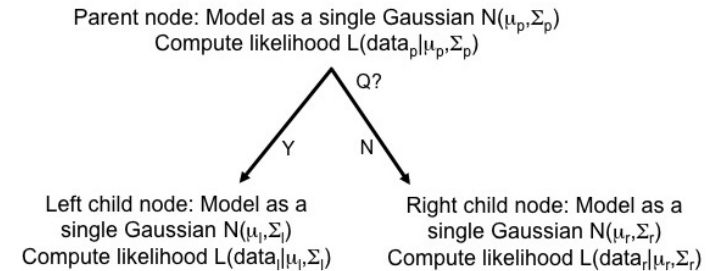 Parent node: Model as a single Gaussian N(μp,Σp)
Compute likelihood L(datap|μp,Σp)
Q?
Y
N
Left child node: Model as a
single Gaussian N(μl,Σl)
Compute likelihood L(datal|μl,Σl)
Right child node: Model as a
single Gaussian N(μr,Σr)
Compute likelihood L(datar|μr,Σr)